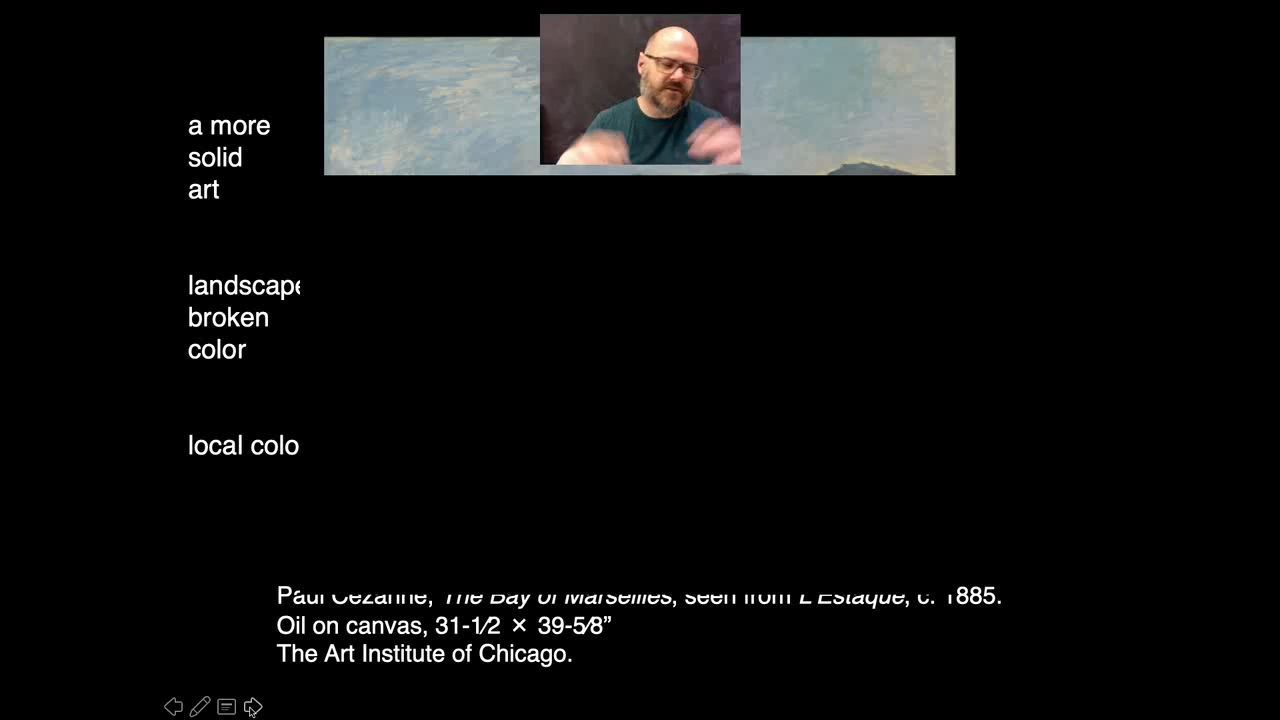 a more
solid
art
landscape
broken
color
local colo
Paul Cezanne, The Bay of Marseilles, seen from L'Estaque, c. 1885.
Oil on canvas, 31-1/2 × 39-5/8”
The Art Institute of Chicago.